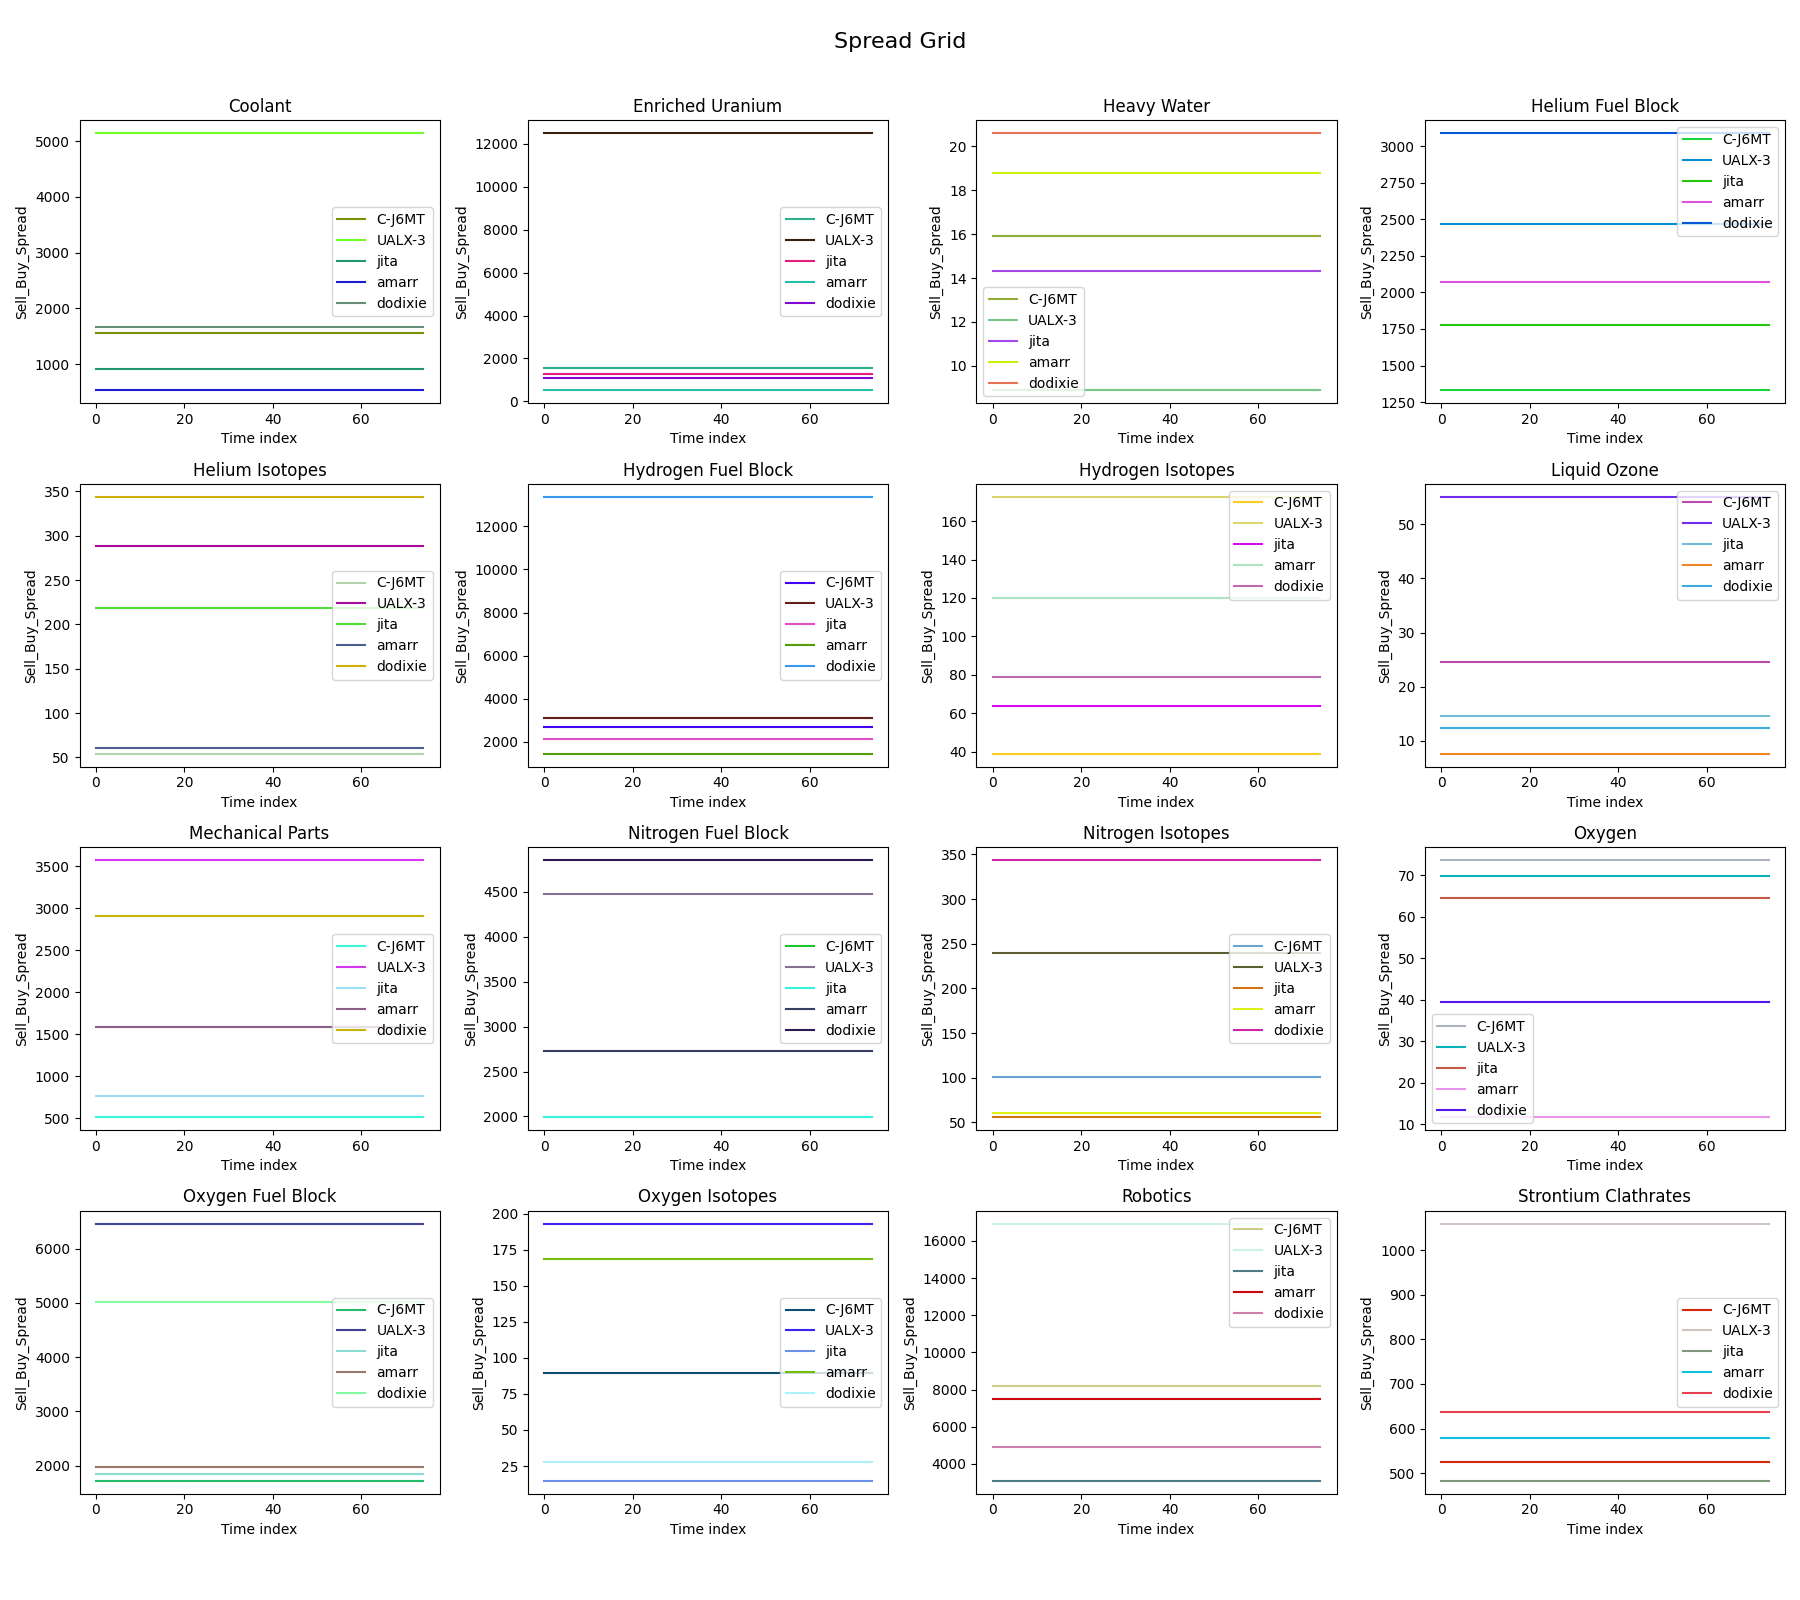 Spread Grid
Coolant
Sell_Buy_Spread
5000
4000
3000
2000
1000
C-J6MT
UALX-3
jita
amarr
dodixie
0 20 40 60
Time index
Enriched Uranium
Sell_Buy_Spread
12000
10000
8000
6000
4000
2000
0
C-J6MT
UALX-3
jita
amarr
dodixie
0 20 40 60
Time index
Heavy Water
Sell_Buy_Spread
20
18
16
14
12
10
C-J6MT
UALX-3
jita
amarr
dodixie
0 20 40 60
Time index
Helium Fuel Block
Sell_Buy_Spread
3000
2750
2500
2250
2000
1750
1500
1250
C-J6MT
UALX-3
jita
amarr
dodixie
0 20 40 60
Time index
Helium Isotopes
Sell_Buy_Spread
350
300
250
200
150
100
50
C-J6MT
UALX-3
jita
amarr
dodixie
0 20 40 60
Time index
Hydrogen Fuel Block
Sell_Buy_Spread
12000
10000
8000
6000
4000
2000
C-J6MT
UALX-3
jita
amarr
dodixie
0 20 40 60
Time index
Hydrogen Isotopes
Sell_Buy_Spread
160
140
120
100
80
60
40
C-J6MT
UALX-3
jita
amarr
dodixie
0 20 40 60
Time index
Liquid Ozone
Sell_Buy_Spread
50
40
30
20
10
C-J6MT
UALX-3
jita
amarr
dodixie
0 20 40 60
Time index
Mechanical Parts
Sell_Buy_Spread
3500
3000
2500
2000
1500
1000
500
C-J6MT
UALX-3
jita
amarr
dodixie
0 20 40 60
Time index
Nitrogen Fuel Block
Sell_Buy_Spread
4500
4000
3500
3000
2500
2000
C-J6MT
UALX-3
jita
amarr
dodixie
0 20 40 60
Time index
Nitrogen Isotopes
Sell_Buy_Spread
350
300
250
200
150
100
50
C-J6MT
UALX-3
jita
amarr
dodixie
0 20 40 60
Time index
Oxygen
Sell_Buy_Spread
70
60
50
40
30
20
10
C-J6MT
UALX-3
jita
amarr
dodixie
0 20 40 60
Time index
Oxygen Fuel Block
Sell_Buy_Spread
6000
5000
4000
3000
2000
C-J6MT
UALX-3
jita
amarr
dodixie
0 20 40 60
Time index
Oxygen Isotopes
Sell_Buy_Spread
200
175
150
125
100
75
50
25
C-J6MT
UALX-3
jita
amarr
dodixie
0 20 40 60
Time index
Robotics
Sell_Buy_Spread
16000
14000
12000
10000
8000
6000
4000
C-J6MT
UALX-3
jita
amarr
dodixie
0 20 40 60
Time index
Strontium Clathrates
Sell_Buy_Spread
1000
900
800
700
600
500
C-J6MT
UALX-3
jita
amarr
dodixie
0 20 40 60
Time index